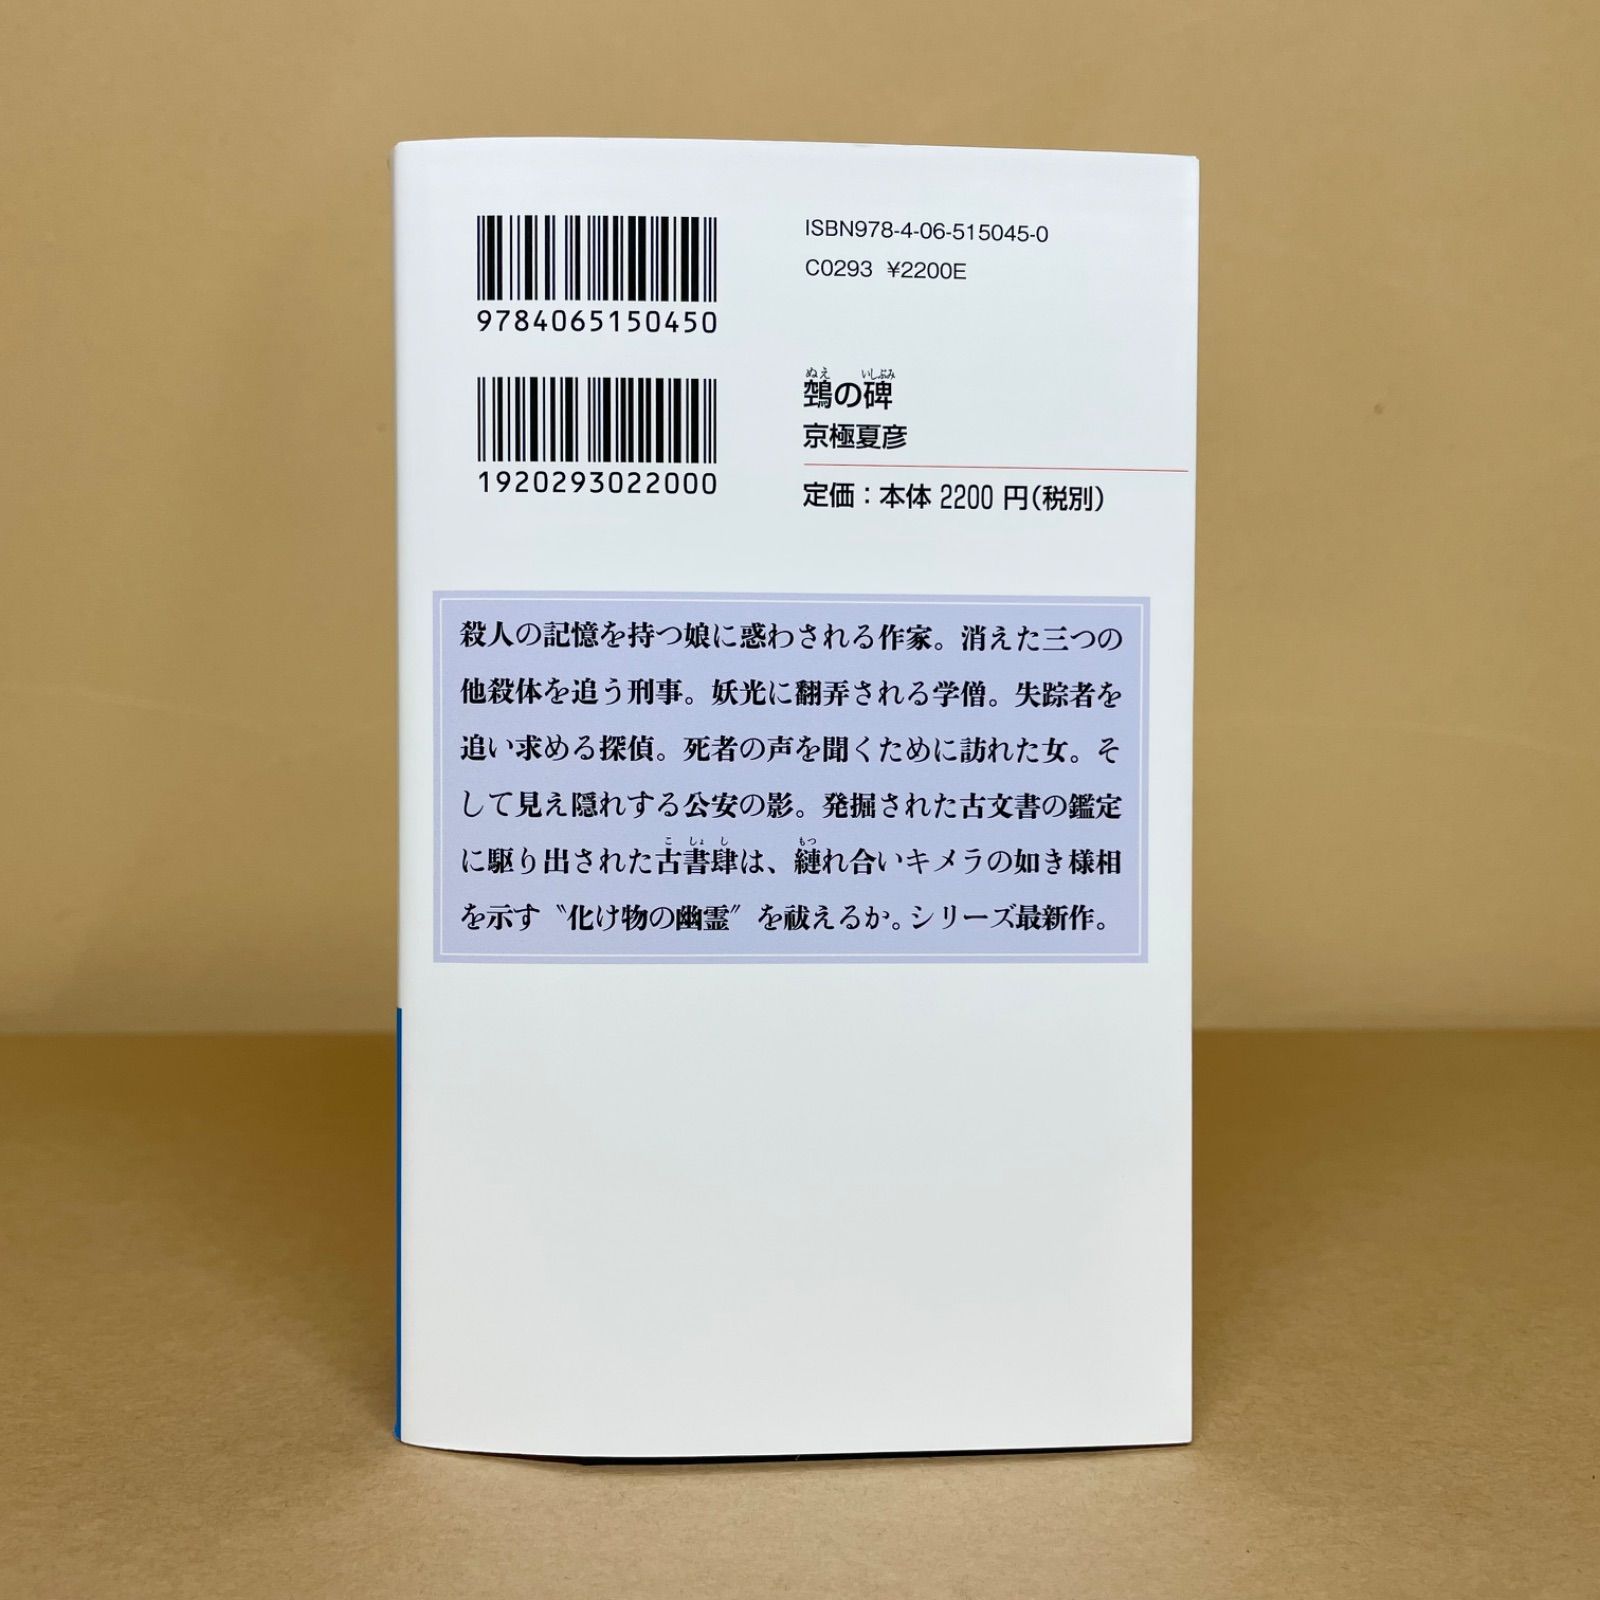 9784065150450
ISBN978-4-06-515045-0
C0293 ¥2200E
1920293022000
ぬえ いしぶみ
鵼の碑
京極夏彦
定価：本体2200円（税別）
殺人の記憶を持つ娘に惑わされる作家。消えた三つの
他殺体を追う刑事。妖光に翻弄される学僧。失踪者を
追い求める探偵。死者の声を聞くために訪れた女。そ
して見え隠れする公安の影。発掘された古文書の鑑定
こ しょ し もつ
に駆り出された古書肆は、縺れ合いキメラの如き様相
を示す〝化け物の幽霊〟を祓えるか。シリーズ最新作。